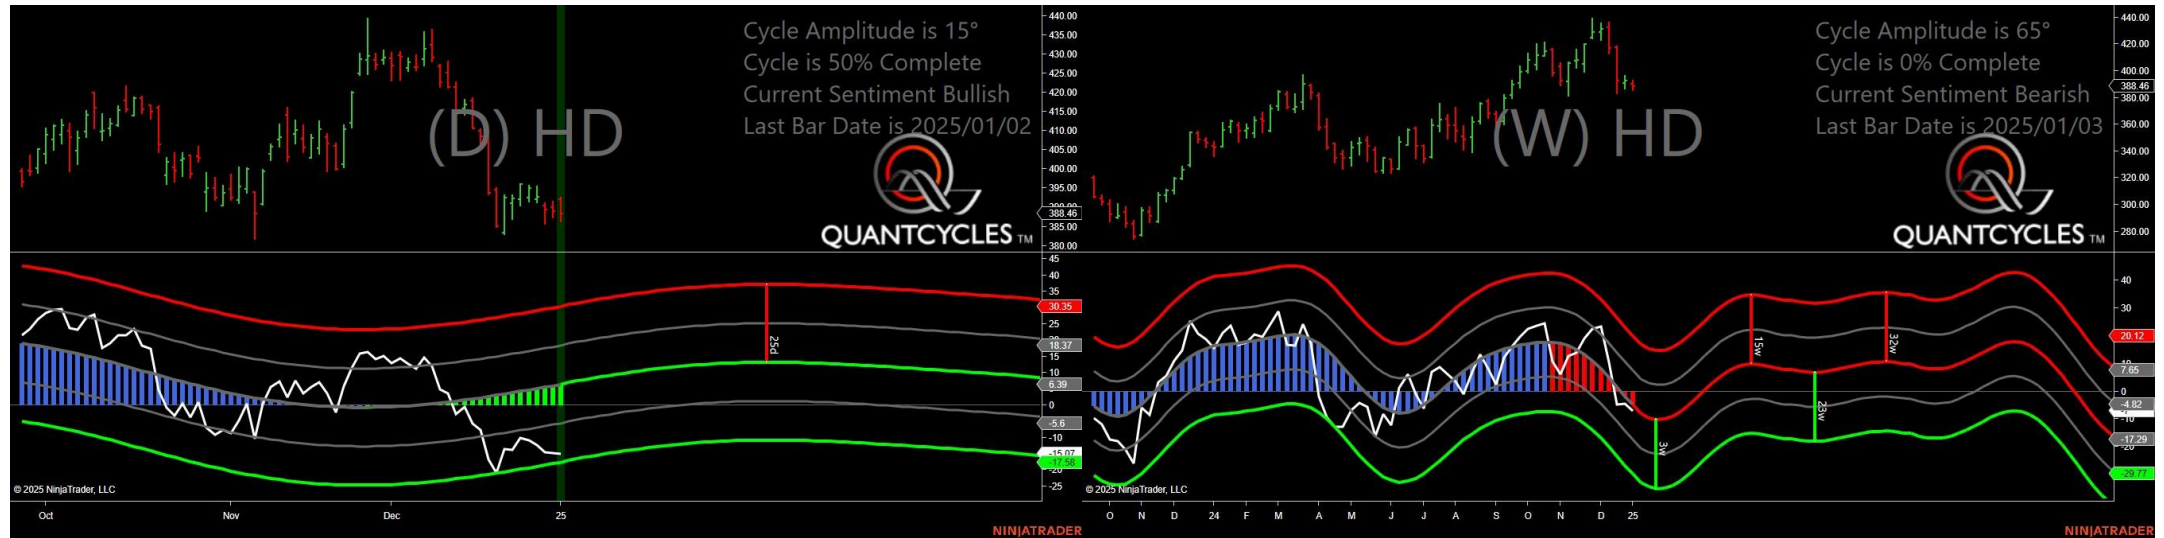 Cycle Amplitude is 15°
Cycle is 50% Complete
Current Sentiment Bullish
Last Bar Date is 2025/01/02
(D) HD
QUANTCYCLES TM
440.00
435.00
430.00
425.00
420.00
415.00
410.00
405.00
400.00
395.00
388.46
385.00
380.00
45
40
35
30.35
25
18.37
15
10
6.39
0
-5.6
-10
-15.07
-17.58
-20
-25
25d
© 2025 NinjaTrader, LLC
Oct Nov Dec 25
NINJATRADER
Cycle Amplitude is 65°
Cycle is 0% Complete
Current Sentiment Bearish
Last Bar Date is 2025/01/03
(W) HD
QUANTCYCLES TM
440.00
420.00
400.00
388.46
380.00
360.00
340.00
320.00
300.00
280.00
40
30
20.12
10
7.65
0
-4.82
-17.29
-20
-29.77
15w
32w
23w
3w
© 2025 NinjaTrader, LLC
O N D 24 F M A M J J A S O N D 25
NINJATRADER